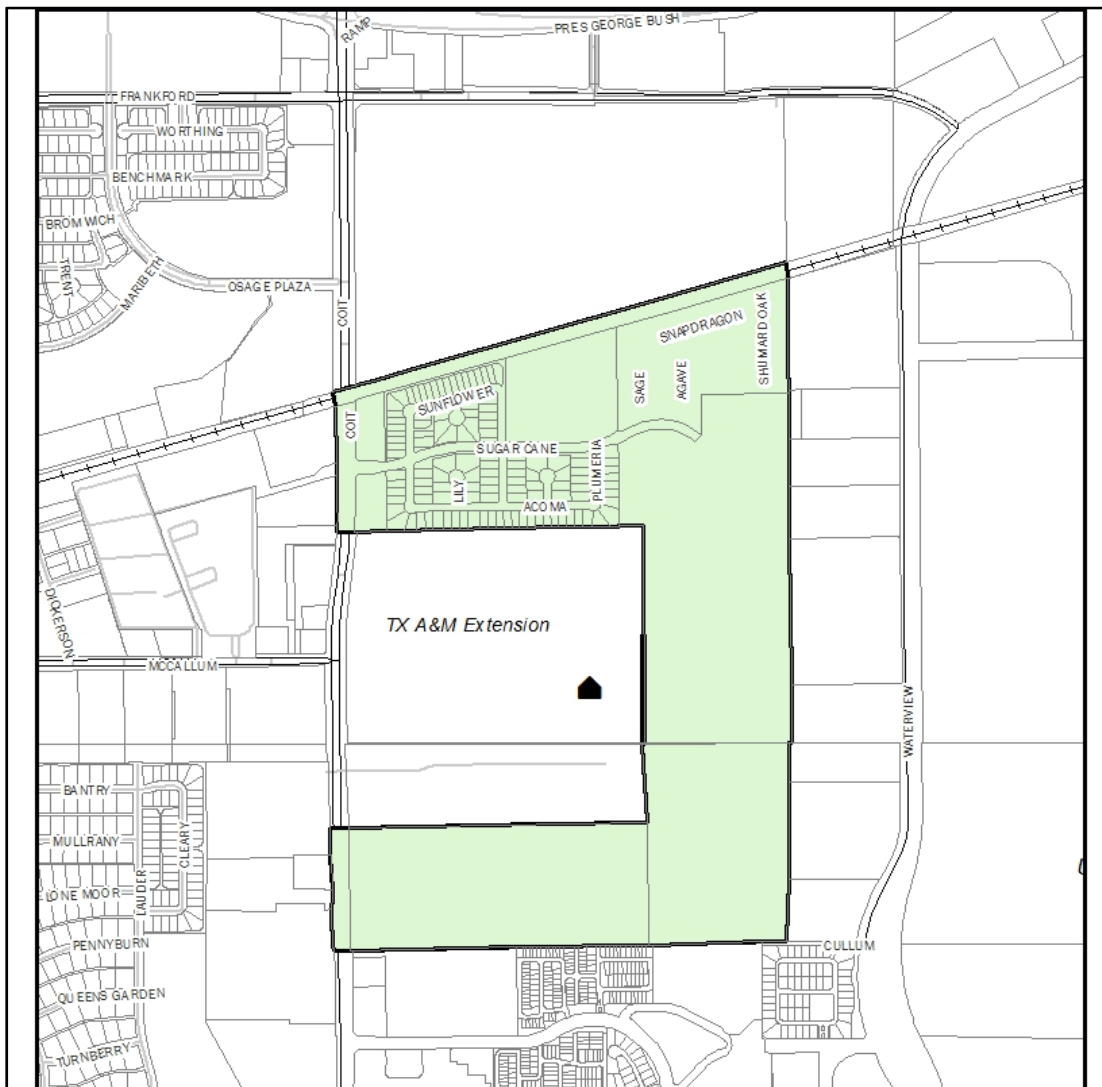 PRES GEORGE BUSH
RAMP
FRANKFORD
WORTHING
BENCHMARK
BROMWICH
TRENT
MARIBETH
OSAGE PLAZA
COIT
SNAPDRAGON
SHUMARD OAK
SAGE
AGAVE
SUNFLOWER
COIT
SUGAR CANE
LILY
PLUMERIA
ACOMA
DICKERSON
TX A&M Extension
MCCALLUM
WATERVIEW
BANTRY
MULLRANY
CLEARY
LONE MOOR
LAUDER
PENNYBURN
CULLUM
QUEENS GARDEN
TURNBERRY